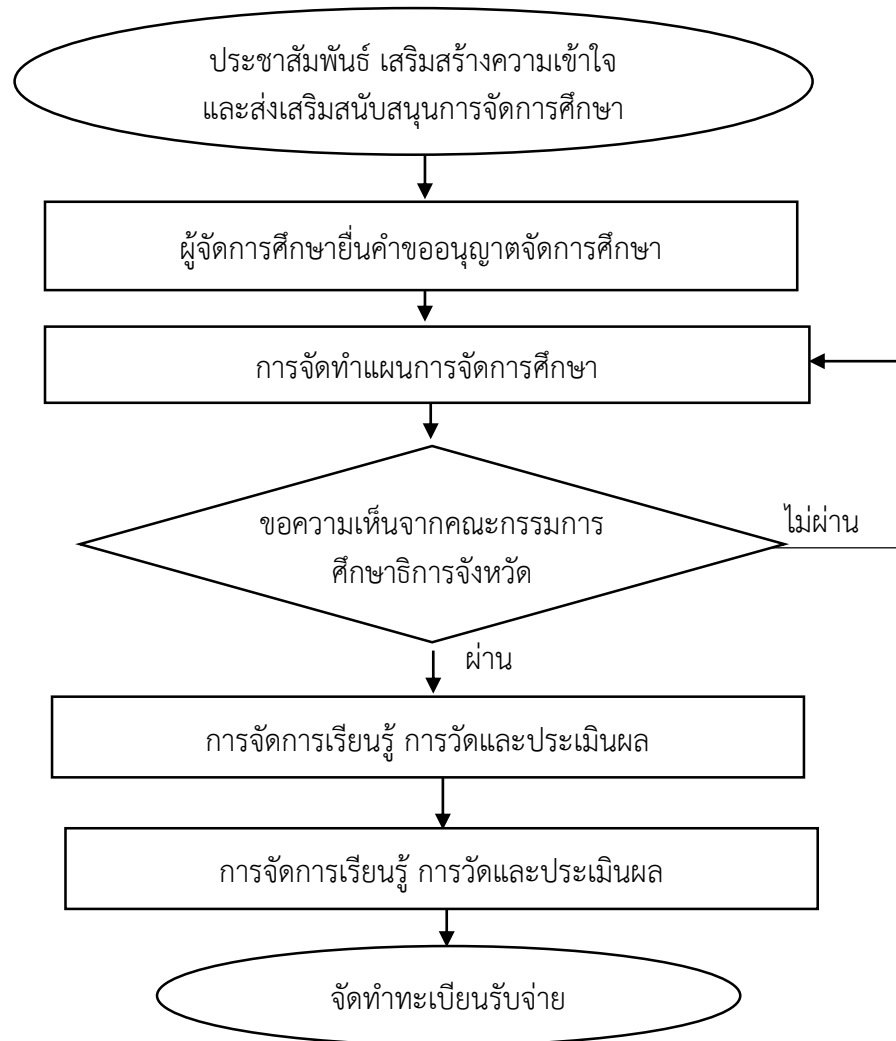 ประชาสัมพันธ์ เสริมสร้างความเข้าใจ
และส่งเสริมสนับสนุนการจัดการศึกษา
ผู้จัดการศึกษายื่นคำขออนุญาตจัดการศึกษา
การจัดทำแผนการจัดการศึกษา
ขอความเห็นจากคณะกรรมการ
ศึกษาธิการจังหวัด
ไม่ผ่าน
ผ่าน
การจัดการเรียนรู้ การวัดและประเมินผล
การจัดการเรียนรู้ การวัดและประเมินผล
จัดทำทะเบียนรับจ่าย